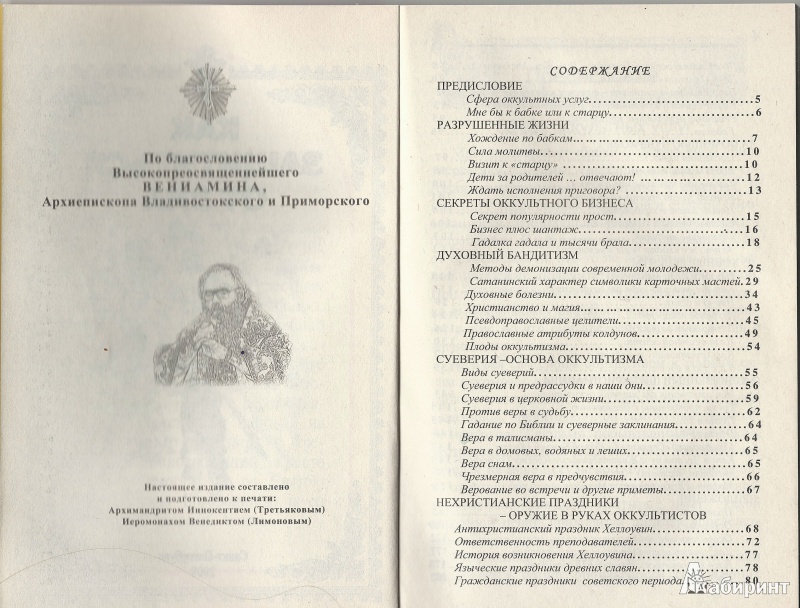 По благословению
Высокопреосвященнейшего
ВЕНИАМИНА,
Архиепископа Владивостокского и Приморского
Настоящее издание составлено
и подготовлено к печати:
Архимандритом Иннокентием (Третьяковым)
Иеромонахом Венедиктом (Лимоновым)
СОДЕРЖАНИЕ
ПРЕДИСЛОВИЕ
Сфера оккультных услуг.................................5
Мне бы к бабке или к старцу.............................6
РАЗРУШЕННЫЕ ЖИЗНИ
Хождение по бабкам... ... ... ... ... ... ... ... ... ...7
Сила молитвы........................................10
Визит к «старцу» ....................................10
Дети за родителей … отвечают! ... ... ... ... ... ...12
Ждать исполнения приговора? ... ... ... ... ... ... ...13
СЕКРЕТЫ ОККУЛЬТНОГО БИЗНЕСА
Секрет популярности прост............................15
Бизнес плюс шантаж..................................16
Гадалка гадала и тысячи брала.........................18
ДУХОВНЫЙ БАНДИТИЗМ
Методы демонизации современной молодежи..........25
Сатанинский характер символики карточных мастей.29
Духовные болезни....................................34
Христианство и магия... ... ... ... ... ... ... ... ...43
Псевдоправославные целители.........................45
Православные атрибуты колдунов......................49
Плоды оккультизма..................................54
СУЕВЕРИЯ –ОСНОВА ОККУЛЬТИЗМА
Виды суеверий.......................................55
Суеверия и предрассудки в наши дни....................56
Суеверия в церковной жизни...........................59
Против веры в судьбу.................................62
Гадание по Библии и суеверные заклинания..............64
Вера в талисманы....................................64
Вера в домовых, водяных и леших......................65
Вера снам...........................................65
Чрезмерная вера в предчувствия.......................66
Верование во встречи и другие приметы................67
НЕХРИСТИАНСКИЕ ПРАЗДНИКИ
– ОРУЖИЕ В РУКАХ ОККУЛЬТИСТОВ
Антихристианский праздник Хеллоувин.................68
Ответственность преподавателей......................72
История возникновения Хеллоувина....................77
Языческие праздники древних славян...................78
Гражданские праздники советского периода............80
Лабиринт